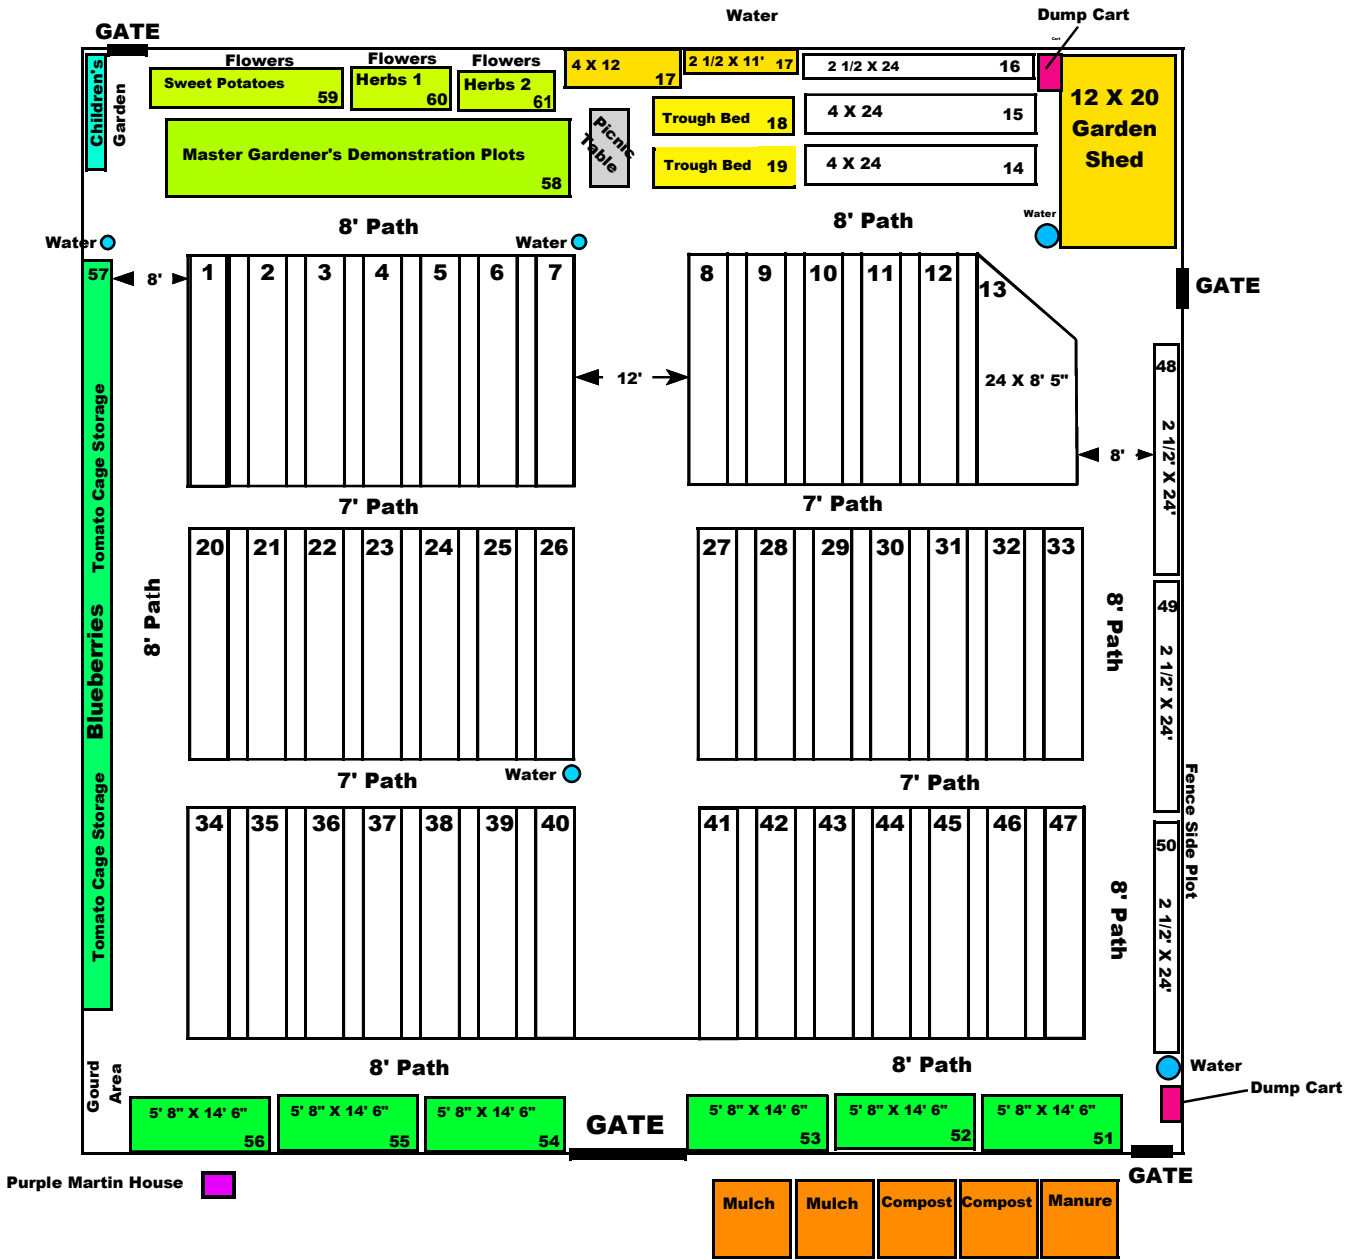 Water
Dump Cart
GATE
Cart
Flowers
Flowers
Flowers
Children's
Garden
Sweet Potatoes
59
Herbs 1
60
Herbs 2
61
4 X 12
17
2 1/2 X 11' 17
2 1/2 X 24
16
12 X 20
Garden
Shed
Picnic
Table
Trough Bed 18
4 X 24
15
Master Gardener's Demonstration Plots
58
Trough Bed 19
4 X 24
14
8' Path
8' Path
Water
Water
Water
57
8'
1
2
3
4
5
6
7
8
9
10
11
12
13
GATE
12'
24 X 8' 5"
8'
48
2 1/2' X 24'
Tomato Cage Storage
7' Path
7' Path
20
21
22
23
24
25
26
27
28
29
30
31
32
33
8' Path
8' Path
49
2 1/2' X 24'
Blueberries
7' Path
Water
7' Path
Fence Side Plot
34
35
36
37
38
39
40
41
42
43
44
45
46
47
50
2 1/2' X 24'
Tomato Cage Storage
8' Path
8' Path
8' Path
Water
Gourd
Area
Dump Cart
5' 8" X 14' 6"
56
5' 8" X 14' 6"
55
5' 8" X 14' 6"
54
GATE
5' 8" X 14' 6"
53
5' 8" X 14' 6"
52
5' 8" X 14' 6"
51
GATE
Purple Martin House
Mulch
Mulch
Compost
Compost
Manure